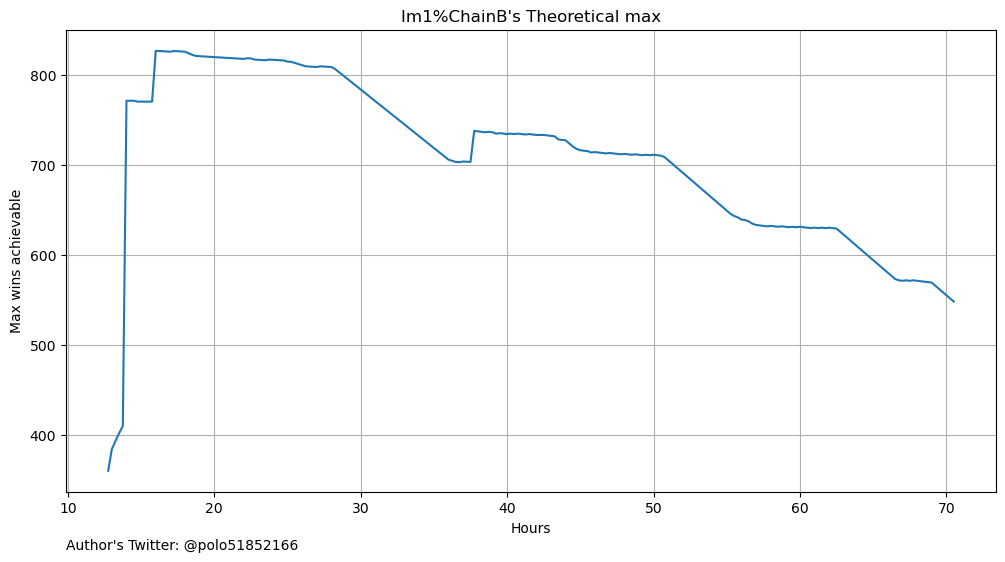 Im1%ChainB's Theoretical max
Max wins achievable
800
700
600
500
400
10 20 30 40 50 60 70
Hours
Author's Twitter: @polo51852166